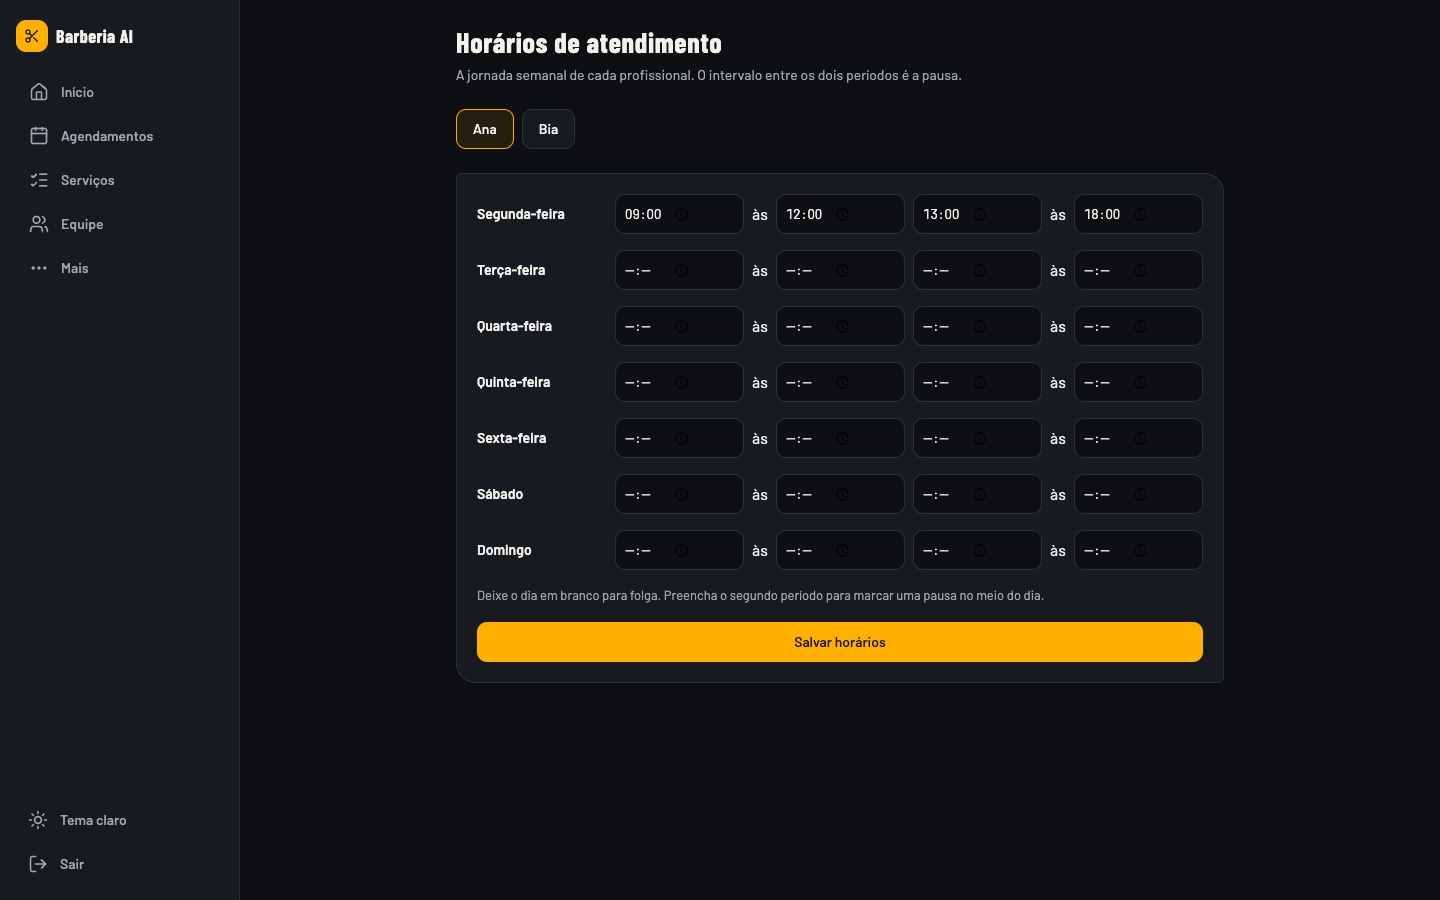 Barberia AI
Início
Agendamentos
Serviços
Equipe
Mais
Tema claro
Sair
Horários de atendimento
A jornada semanal de cada profissional. O intervalo entre os dois períodos é a pausa.
Ana Bia
Segunda-feira 09:00 às 12:00 13:00 às 18:00
Terça-feira --:-- às --:-- --:-- às --:--
Quarta-feira --:-- às --:-- --:-- às --:--
Quinta-feira --:-- às --:-- --:-- às --:--
Sexta-feira --:-- às --:-- --:-- às --:--
Sábado --:-- às --:-- --:-- às --:--
Domingo --:-- às --:-- --:-- às --:--
Deixe o dia em branco para folga. Preencha o segundo período para marcar uma pausa no meio do dia.
Salvar horários